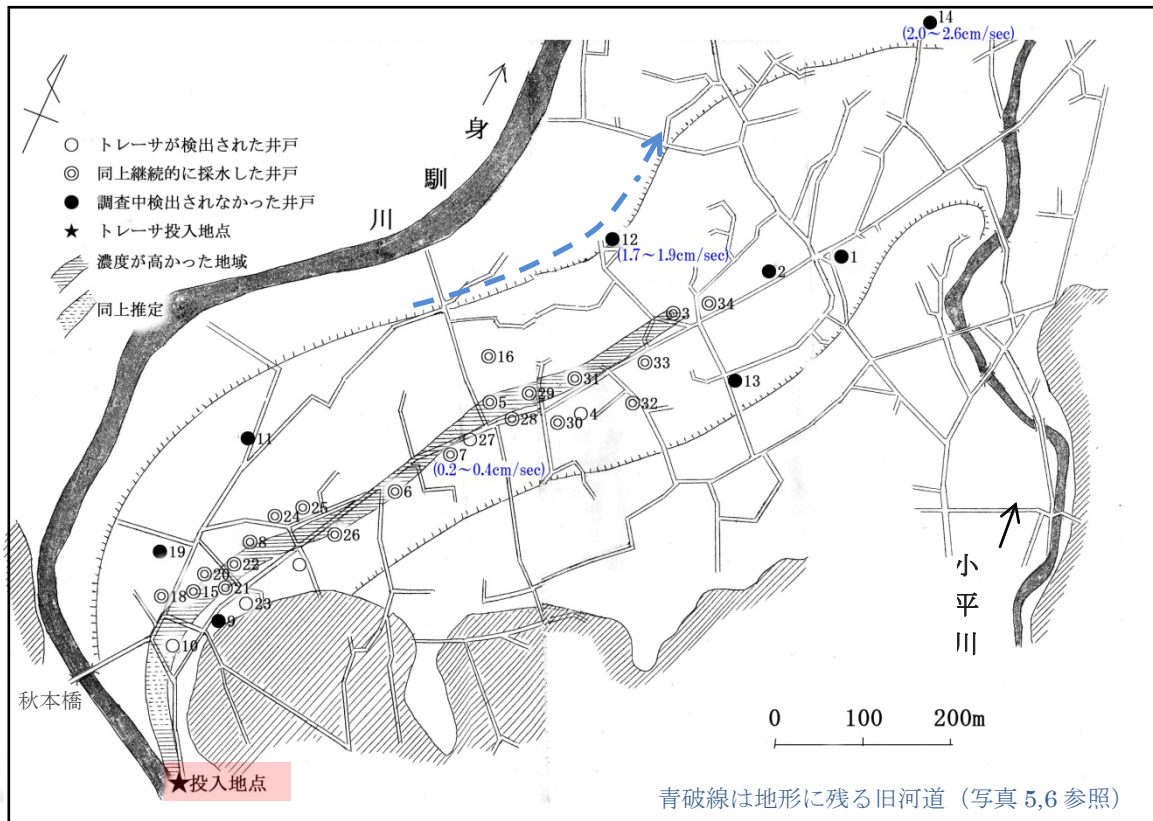 14
(2.0～2.6cm/sec)
身
馴
川
○ トレーサが検出された井戸
◎ 同上継続的に採水した井戸
● 調査中検出されなかった井戸
★ トレーサ投入地点
濃度が高かった地域
同上推定
12
(1.7～1.9cm/sec)
1
2
3
34
16
33
31
13
29
5
32
28
4
30
27
11
7
(0.2～0.4cm/sec)
6
25
24
26
8
19
22
20
21
18
15
23
9
10
小
平
川
秋本橋
0 100 200m
★投入地点
青破線は地形に残る旧河道（写真 5,6 参照）